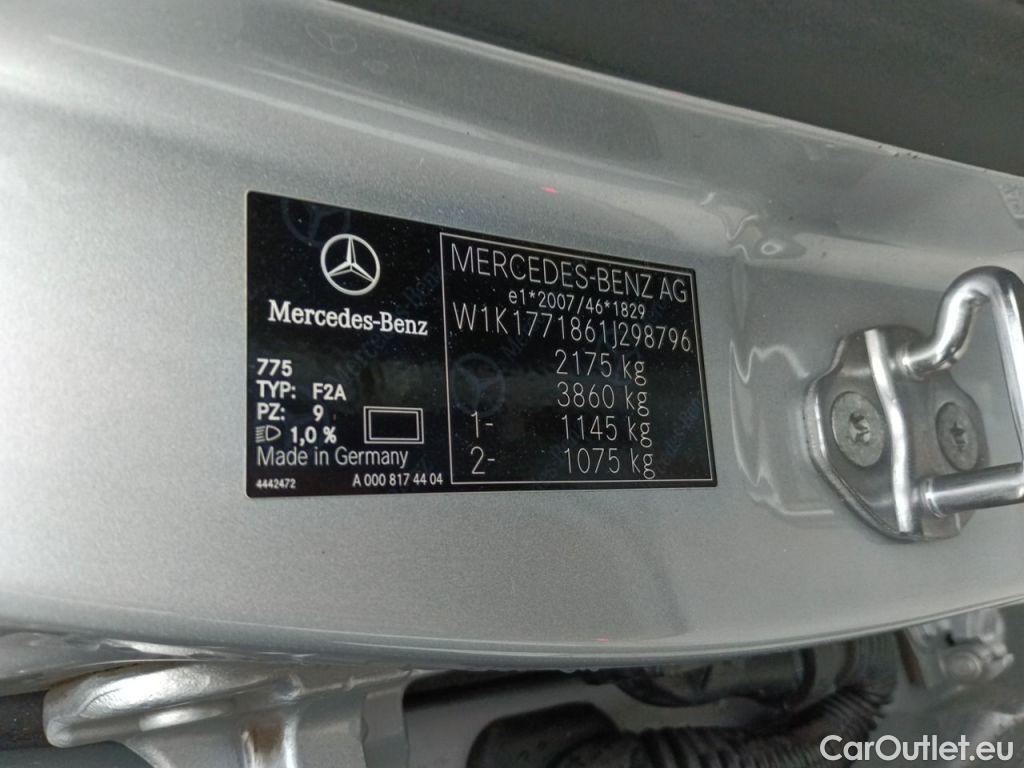 Mercedes-Benz
775
TYP: F2A
PZ: 9
1,0 %
Made in Germany
4442472 A 000 817 44 04
MERCEDES-BENZ AG
e1*2007/46*1829
W1K1771861J298796
2175 kg
3860 kg
1- 1145 kg
2- 1075 kg
CarOutlet.eu